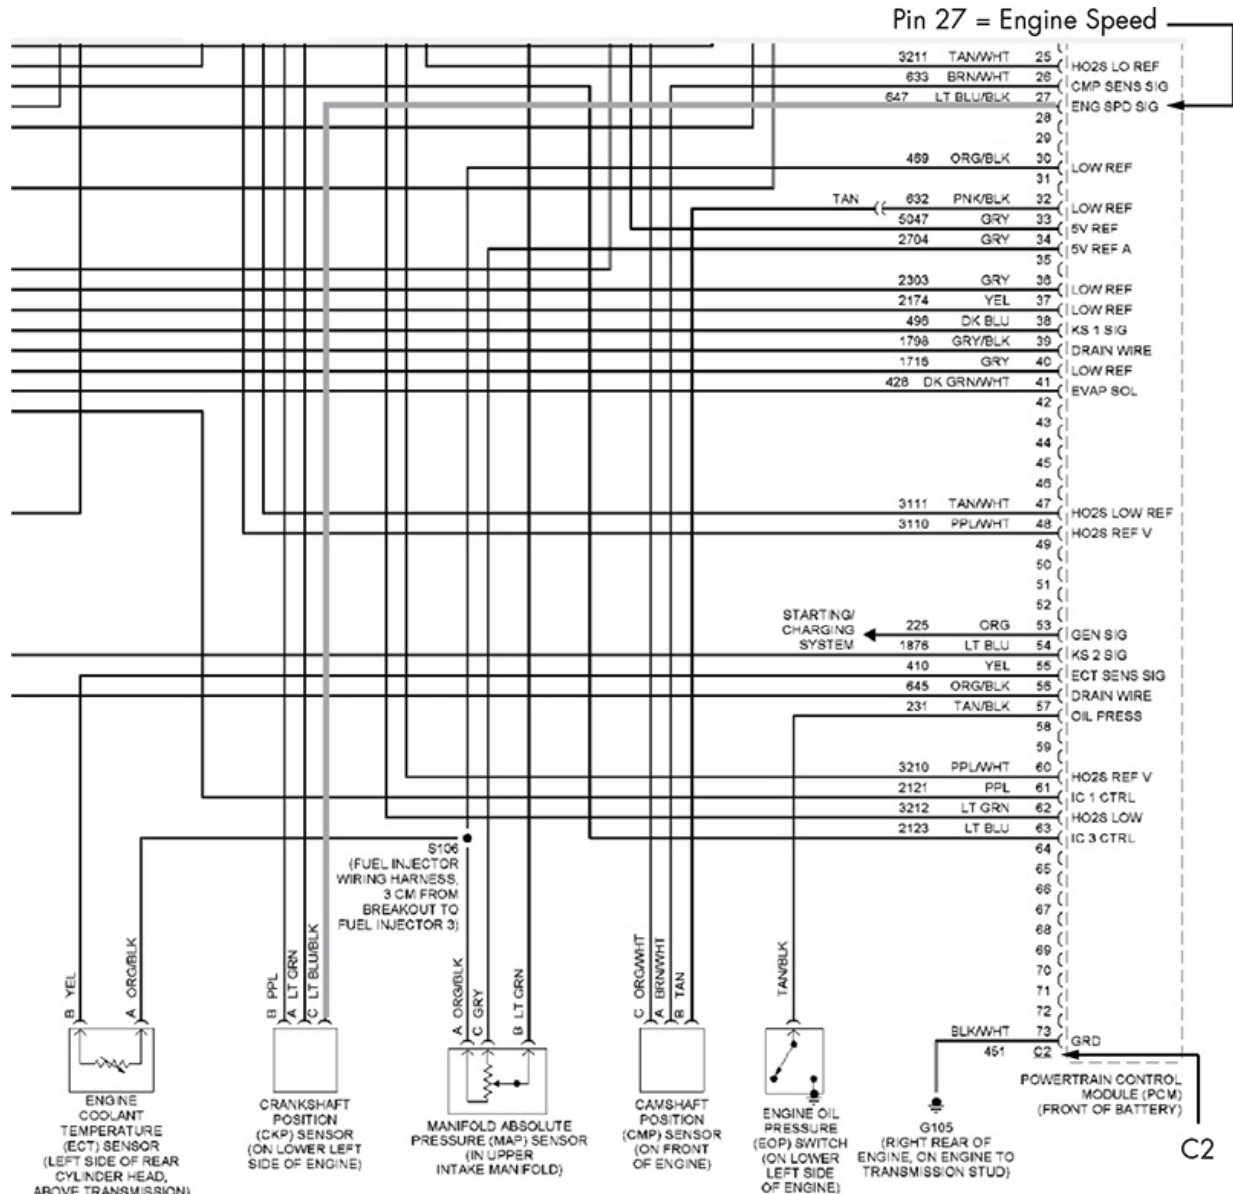 Pin 27 = Engine Speed
3211 TAN/WHT 25 HO2S LO REF
633 BRN/WHT 26 CMP SENS SIG
647 LT BLU/BLK 27 ENG SPD SIG
28
29
469 ORG/BLK 30 LOW REF
31
TAN 632 PNK/BLK 32 LOW REF
5047 GRY 33 5V REF
2704 GRY 34 5V REF A
35
2303 GRY 36 LOW REF
2174 YEL 37 LOW REF
496 DK BLU 38 KS 1 SIG
1798 GRY/BLK 39 DRAIN WIRE
1716 GRY 40 LOW REF
428 DK GRN/WHT 41 EVAP SOL
42
43
44
45
46
3111 TAN/WHT 47 HO2S LOW REF
3110 PPL/WHT 48 HO2S REF V
49
50
51
52
STARTING/
CHARGING
SYSTEM
225 ORG 53 GEN SIG
1876 LT BLU 54 KS 2 SIG
410 YEL 55 ECT SENS SIG
645 ORG/BLK 56 DRAIN WIRE
231 TAN/BLK 57 OIL PRESS
58
59
3210 PPL/WHT 60 HO2S REF V
2121 PPL 61 IC 1 CTRL
3212 LT GRN 62 HO2S LOW
2123 LT BLU 63 IC 3 CTRL
64
65
66
67
68
69
70
71
72
BLK/WHT 73 GRD
451 C2
S106
(FUEL INJECTOR
WIRING HARNESS,
3 CM FROM
BREAKOUT TO
FUEL INJECTOR 3)
B YEL
A ORG/BLK
B PPL
A LT GRN
C LT BLU/BLK
A ORG/BLK
C GRY
B LT GRN
C ORG/WHT
A BRN/WHT
B TAN
TAN/BLK
ENGINE
COOLANT
TEMPERATURE
(ECT) SENSOR
(LEFT SIDE OF REAR
CYLINDER HEAD,
ABOVE TRANSMISSION)
CRANKSHAFT
POSITION
(CKP) SENSOR
(ON LOWER LEFT
SIDE OF ENGINE)
MANIFOLD ABSOLUTE
PRESSURE (MAP) SENSOR
(IN UPPER
INTAKE MANIFOLD)
CAMSHAFT
POSITION
(CMP) SENSOR
(ON FRONT
OF ENGINE)
ENGINE OIL
PRESSURE
(EOP) SWITCH
(ON LOWER
LEFT SIDE
OF ENGINE)
G105
(RIGHT REAR OF
ENGINE, ON ENGINE TO
TRANSMISSION STUD)
POWERTRAIN CONTROL
MODULE (PCM)
(FRONT OF BATTERY)
C2